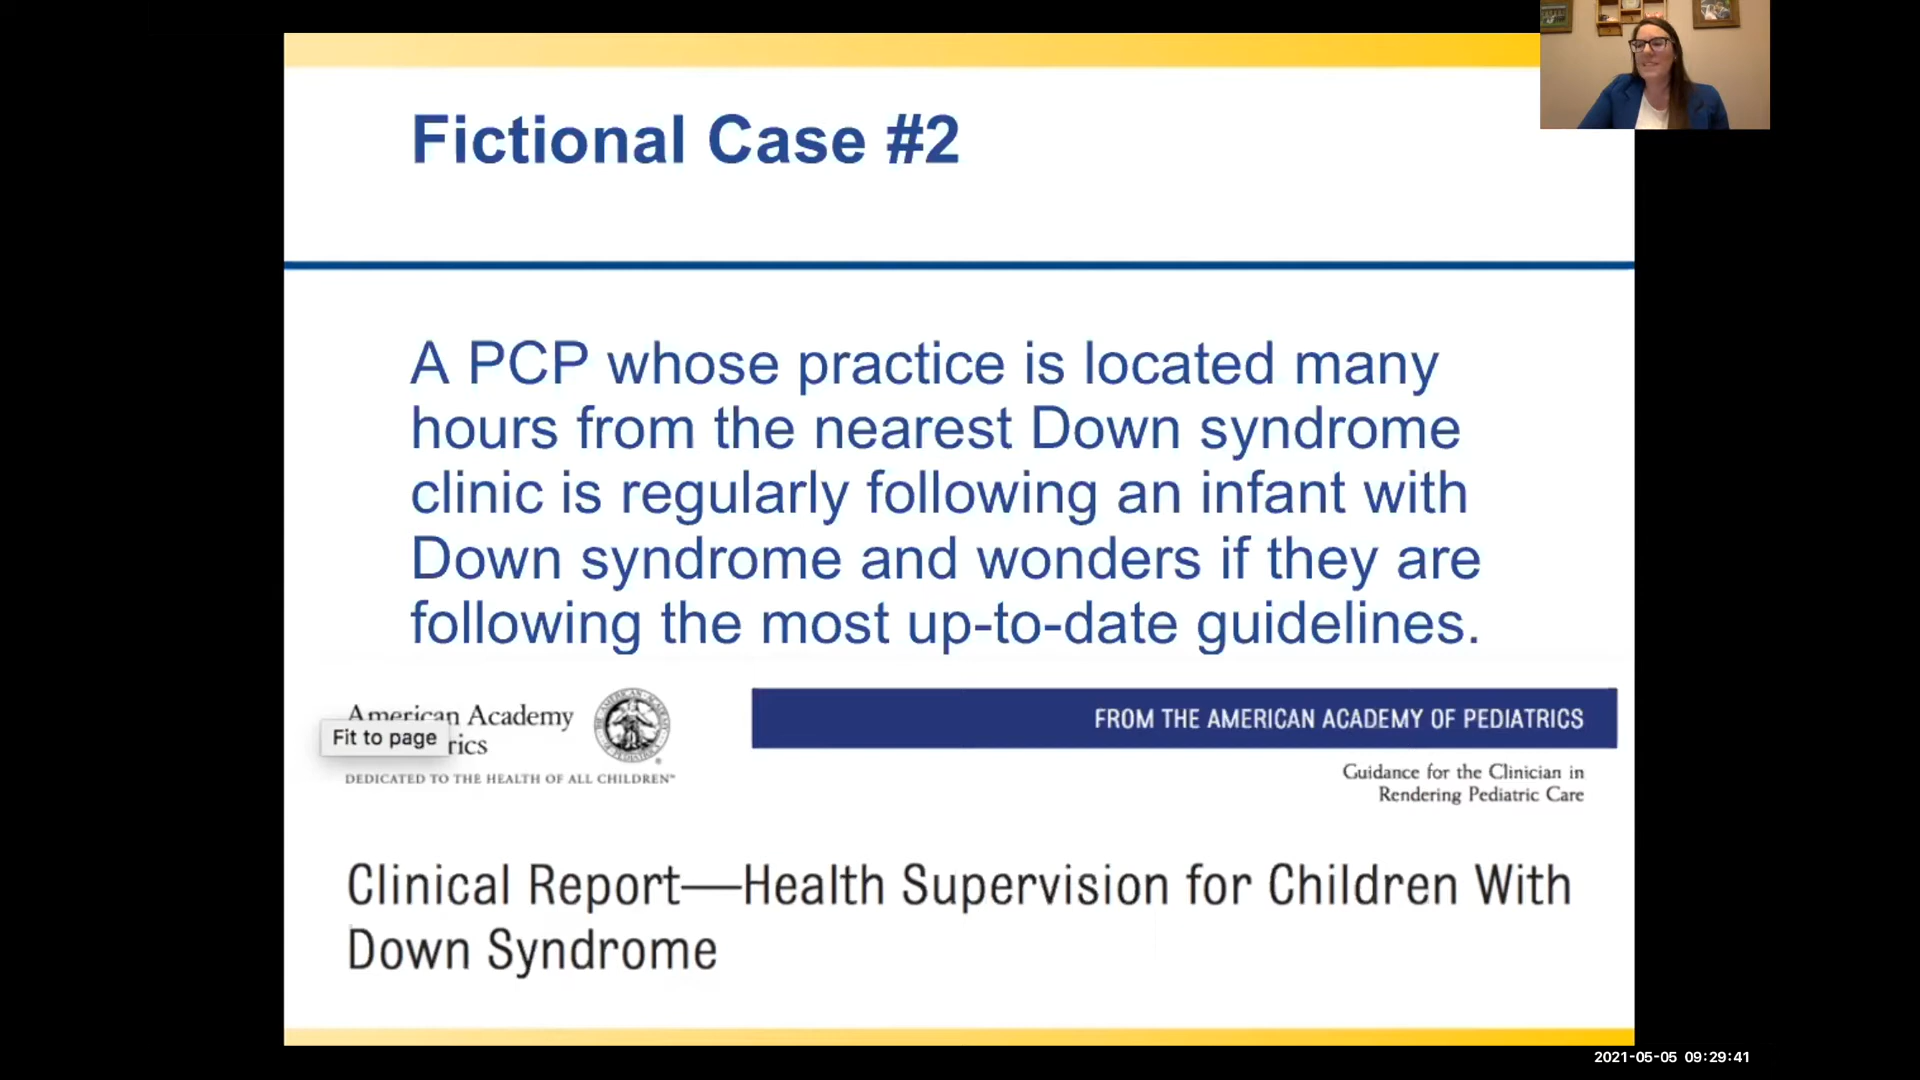 Fictional Case #2
A PCP whose practice is located many
hours from the nearest Down syndrome
clinic is regularly following an infant with
Down syndrome and wonders if they are
following the most up-to-date guidelines.
American Academy
Fit to page
rics
DEDICATED TO THE HEALTH OF ALL CHILDREN™
FROM THE AMERICAN ACADEMY OF PEDIATRICS
Guidance for the Clinician in
Rendering Pediatric Care
Clinical Report—Health Supervision for Children With
Down Syndrome
2021-05-05 09:29:41